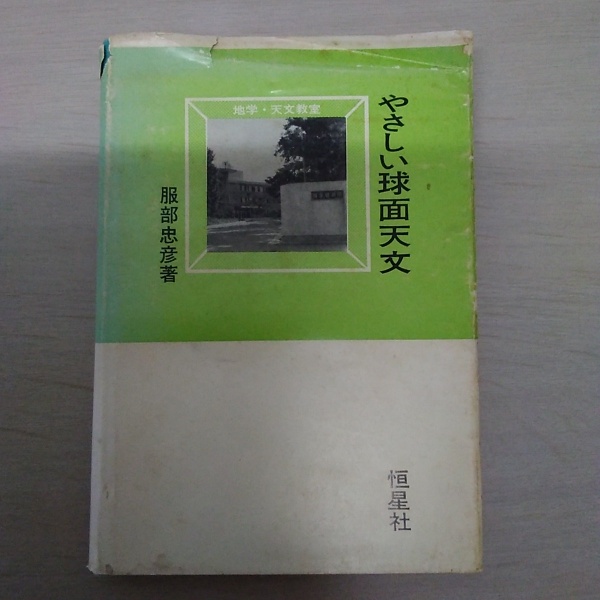 やさしい球面天文
地学・天文教室
服部忠彦著
恒星社